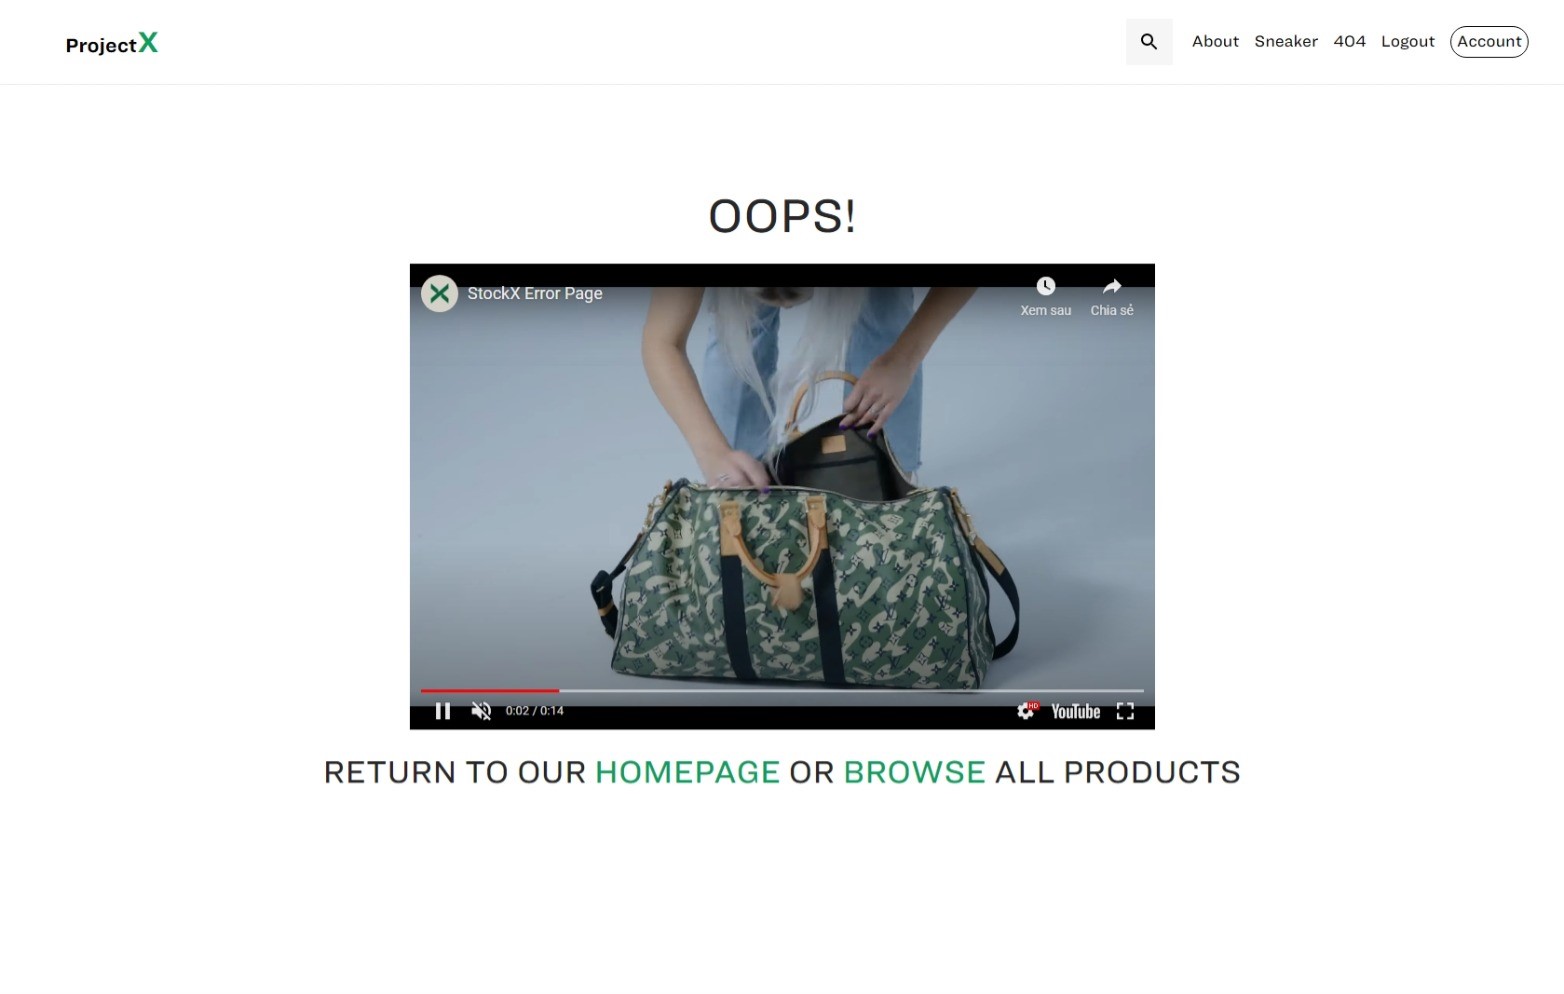 ProjectX
About Sneaker 404 Logout Account
OOPS!
StockX Error Page
Xem sau Chia sẻ
0:02 / 0:14
HD
YouTube
RETURN TO OUR HOMEPAGE OR BROWSE ALL PRODUCTS